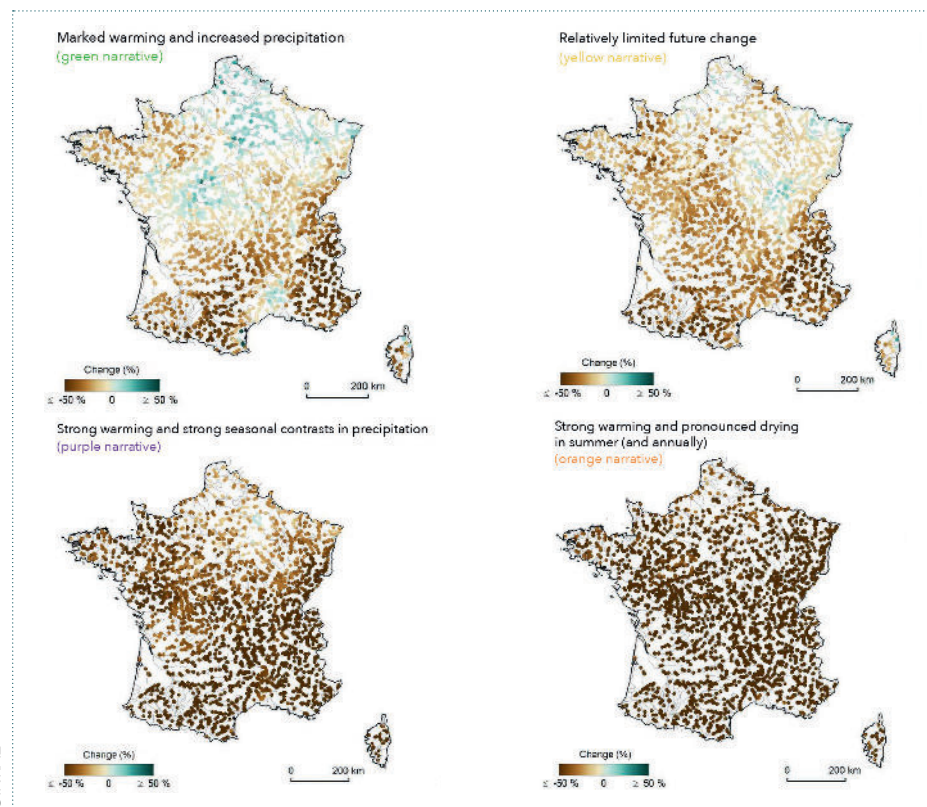 Marked warming and increased precipitation
(green narrative)
Change (%)
≤ -50 % 0 ≥ 50 %
0 200 km
Relatively limited future change
(yellow narrative)
Change (%)
≤ -50 % 0 ≥ 50 %
0 200 km
Strong warming and strong seasonal contrasts in precipitation
(purple narrative)
Change (%)
≤ -50 % 0 ≥ 50 %
0 200 km
Strong warming and pronounced drying
in summer (and annually)
(orange narrative)
Change (%)
≤ -50 % 0 ≥ 50 %
0 200 km